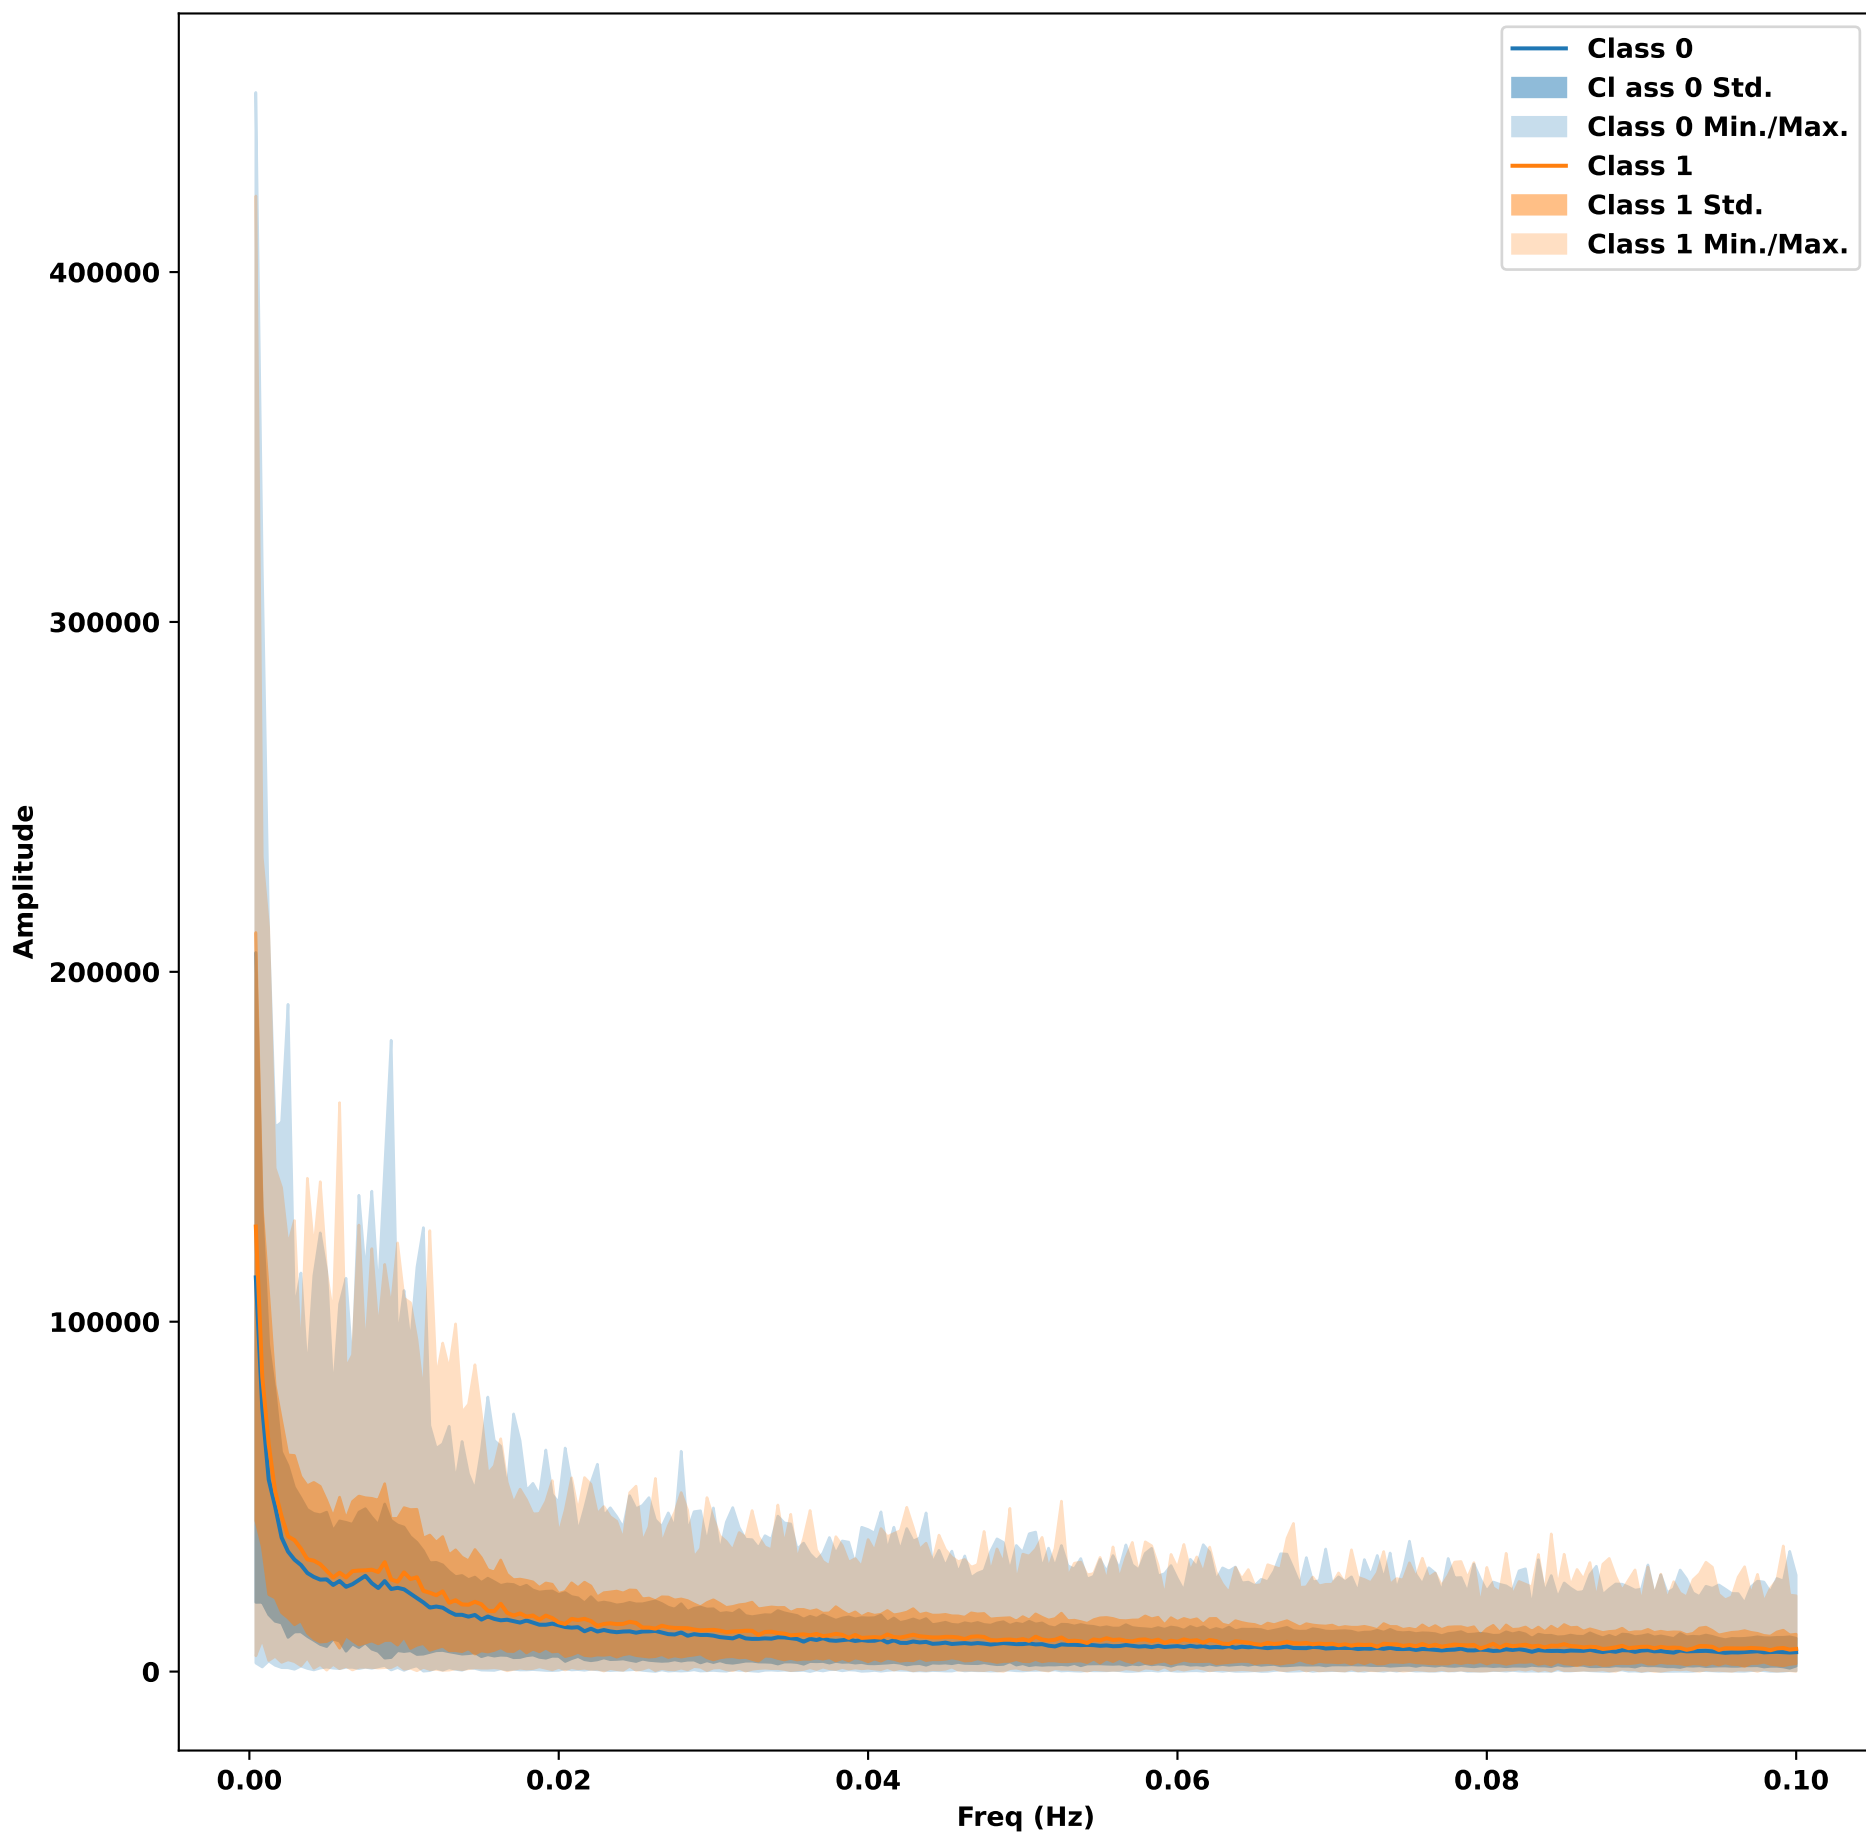 Class 0
Cl ass 0 Std.
Class 0 Min./Max.
Class 1
Class 1 Std.
Class 1 Min./Max.
400000
300000
200000
100000
0
Amplitude
0.00 0.02 0.04 0.06 0.08 0.10
Freq (Hz)